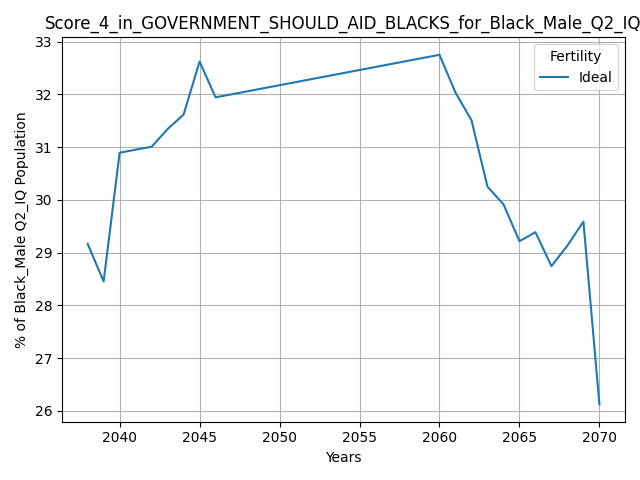 Score_4_in_GOVERNMENT_SHOULD_AID_BLACKS_for_Black_Male_Q2_IQ
33
32
31
30
29
28
27
26
% of Black_Male Q2_IQ Population
Fertility
Ideal
2040 2045 2050 2055 2060 2065 2070
Years